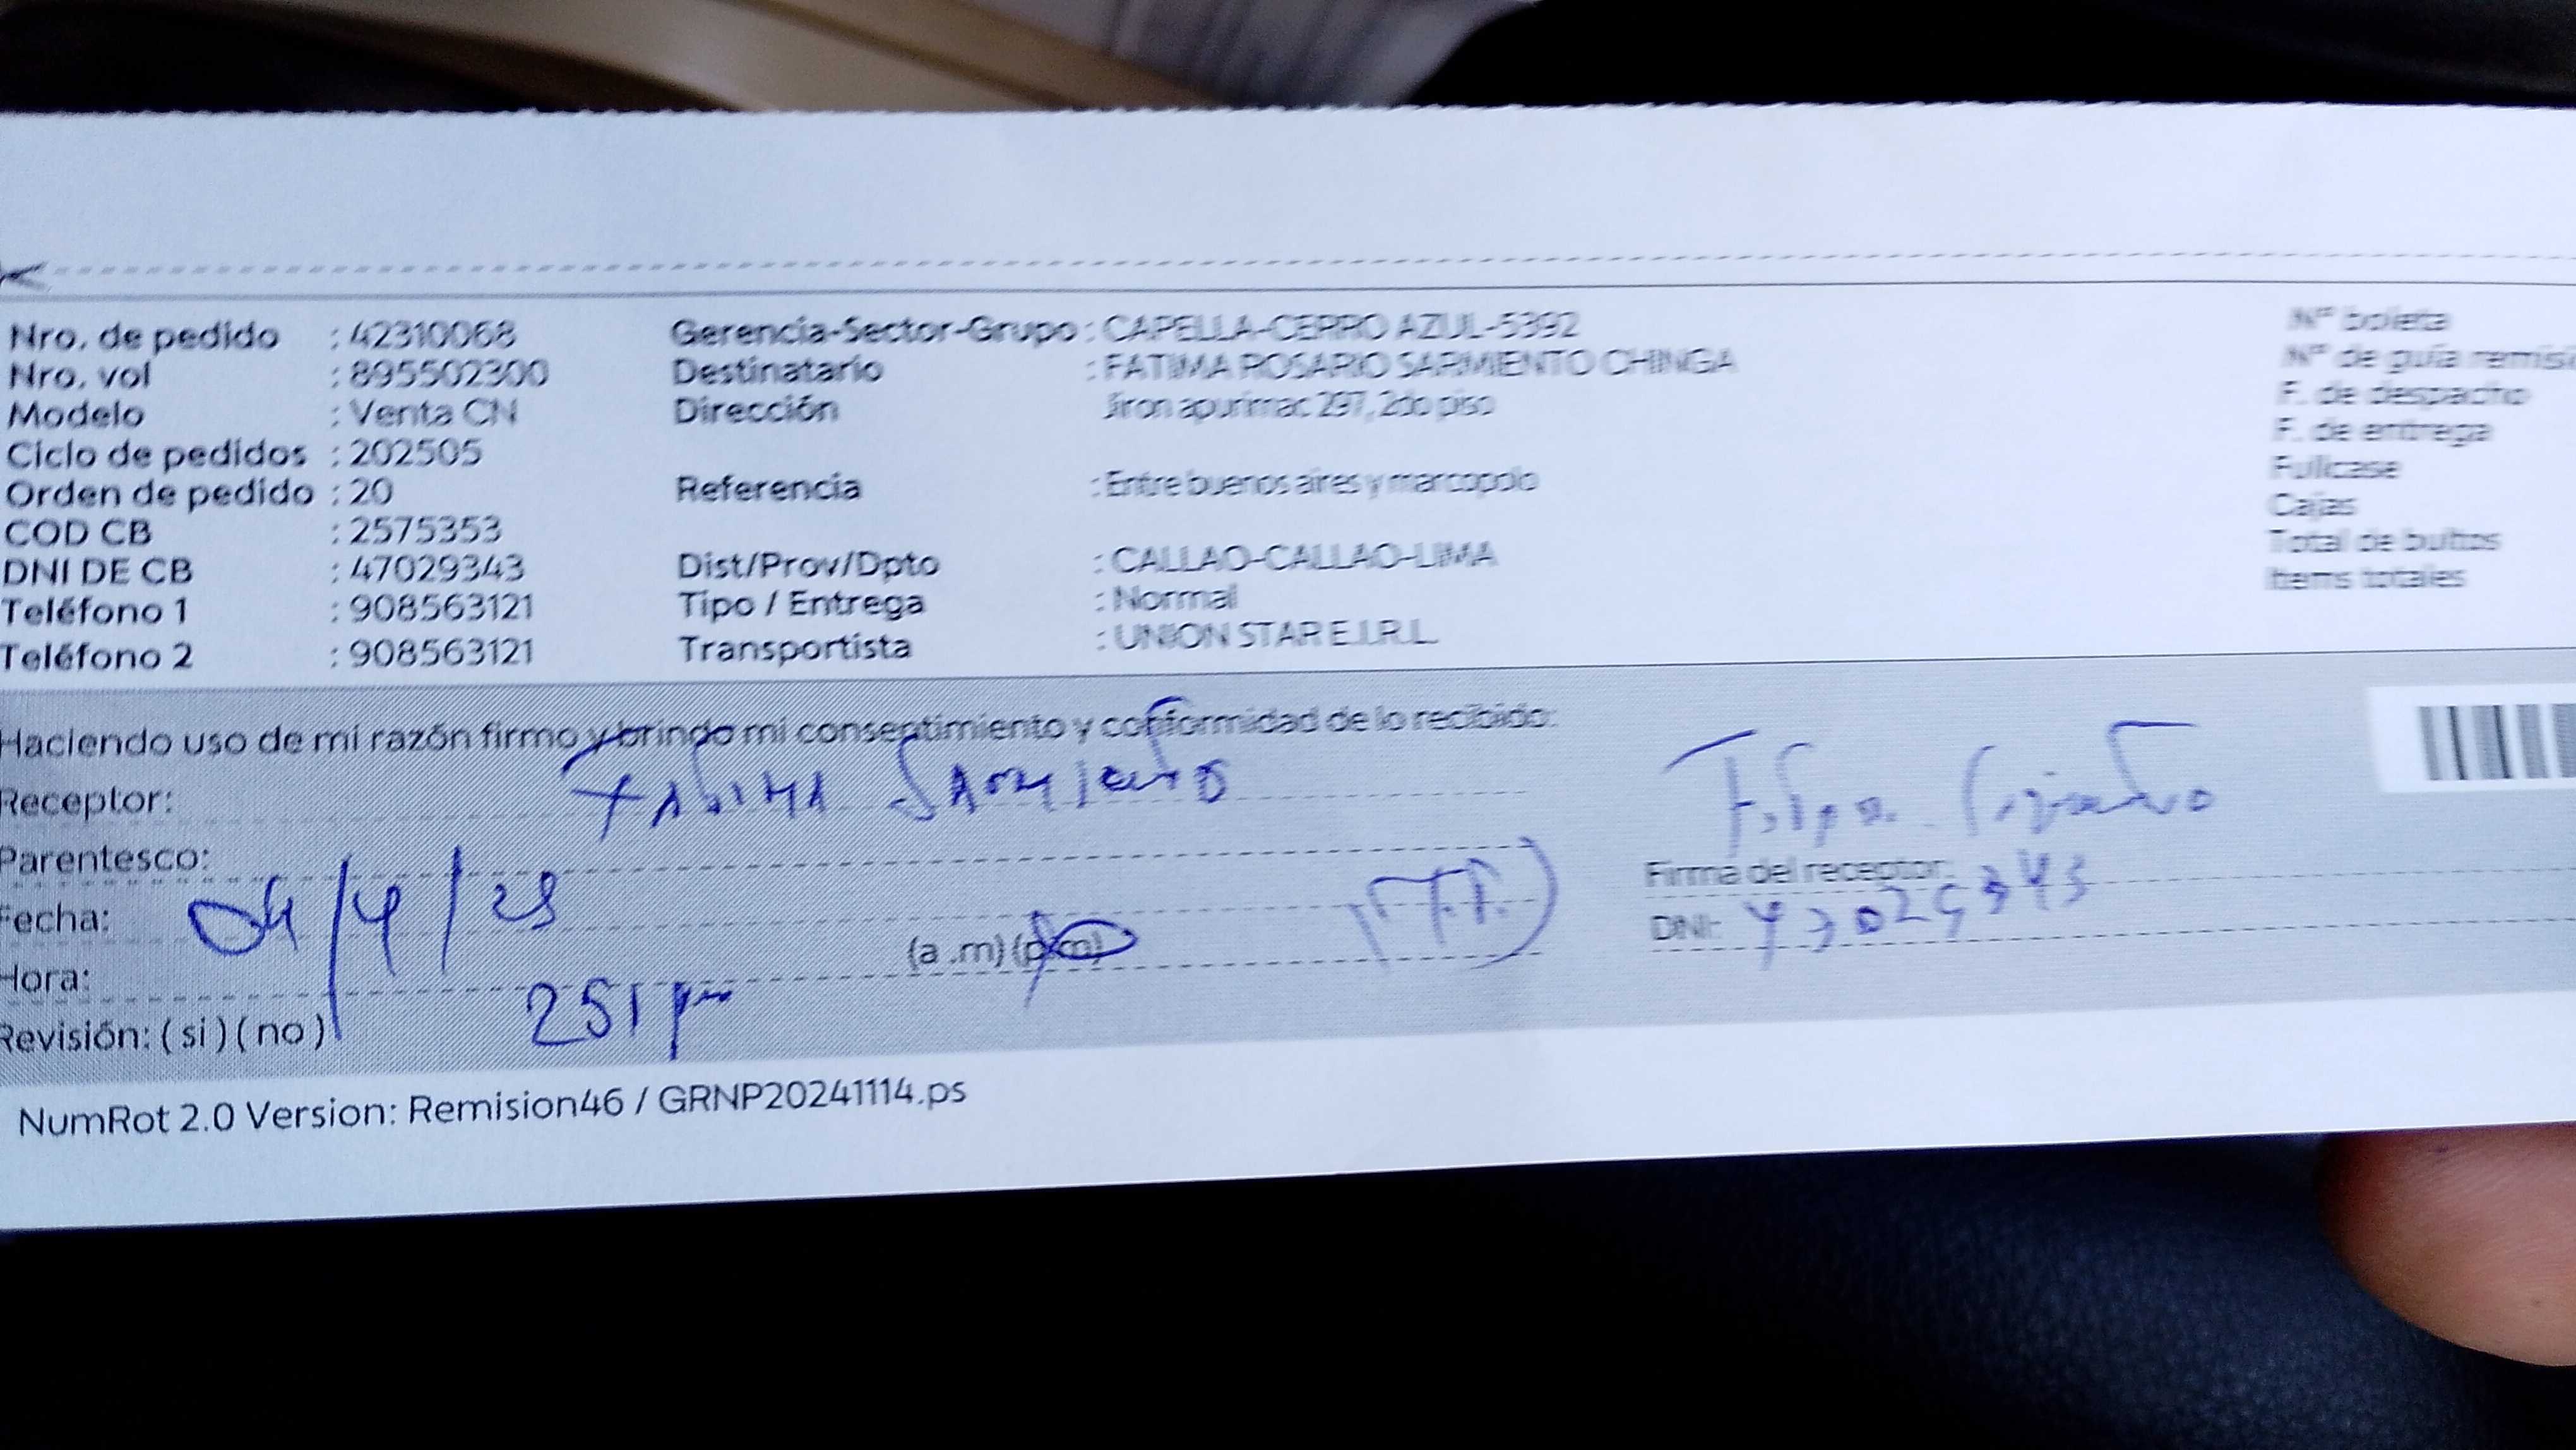 Nro. de pedido : 42310068 Gerencia-Sector-Grupo : CAPELLA-CERRO AZUL-5392 N° boleta
Nro. vol : 895502300 Destinatario : FATIMA ROSARIO SARMIENTO CHINGA N° de guía remisi
Modelo : Venta CN Dirección Jiron apurimac 297, 2do piso F. de despacho
Ciclo de pedidos : 202505 F. de entrega
Orden de pedido : 20 Referencia : Entre buenos aires y marcopolo Fullcase
COD CB : 2575353 Cajas
DNI DE CB : 47029343 Dist/Prov/Dpto : CALLAO-CALLAO-LIMA Total de bultos
Teléfono 1 : 908563121 Tipo / Entrega : Normal Items totales
Teléfono 2 : 908563121 Transportista : UNION STAR E.I.R.L.
Haciendo uso de mi razón firmo y brindo mi consentimiento y conformidad de lo recibido:
Receptor: FATIMA SARMIENTO
Parentesco: Firma del receptor:
Fecha: 04/4/25 (T.F.) DNI:
Hora: 251 pm (a .m) (p.m)
Revisión: ( si ) ( no )
NumRot 2.0 Version: Remision46 / GRNP20241114.ps